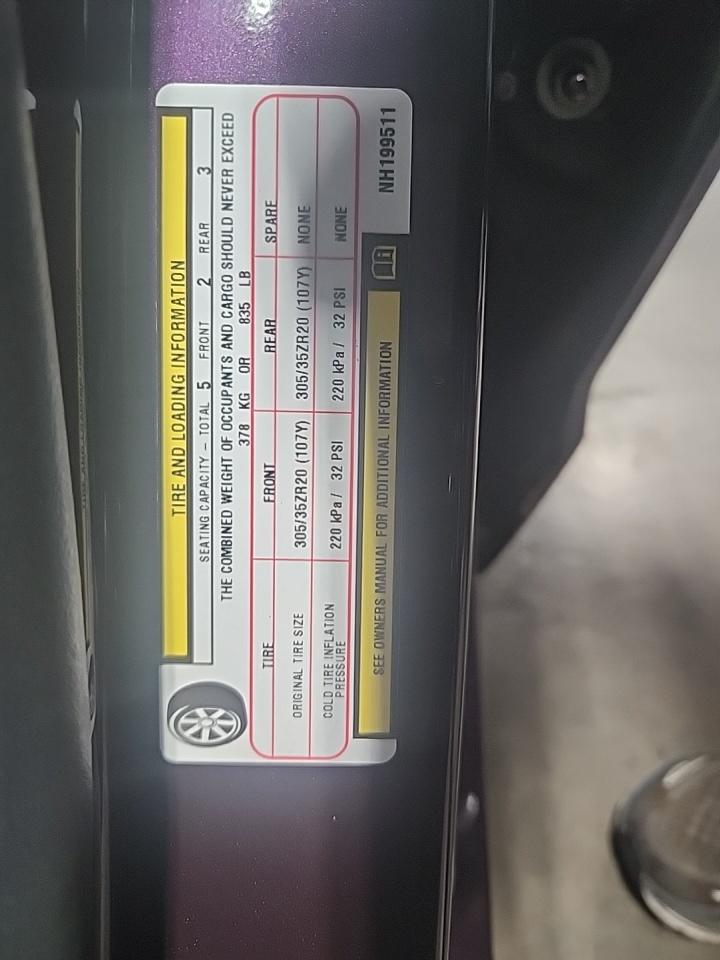 TIRE AND LOADING INFORMATION
SEATING CAPACITY – TOTAL 5 FRONT 2 REAR 3
THE COMBINED WEIGHT OF OCCUPANTS AND CARGO SHOULD NEVER EXCEED
378 KG OR 835 LB
TIRE FRONT REAR SPARE
ORIGINAL TIRE SIZE 305/35ZR20 (107Y) 305/35ZR20 (107Y) NONE
COLD TIRE INFLATION PRESSURE 220 kPa / 32 PSI 220 kPa / 32 PSI NONE
SEE OWNERS MANUAL FOR ADDITIONAL INFORMATION
NH199511